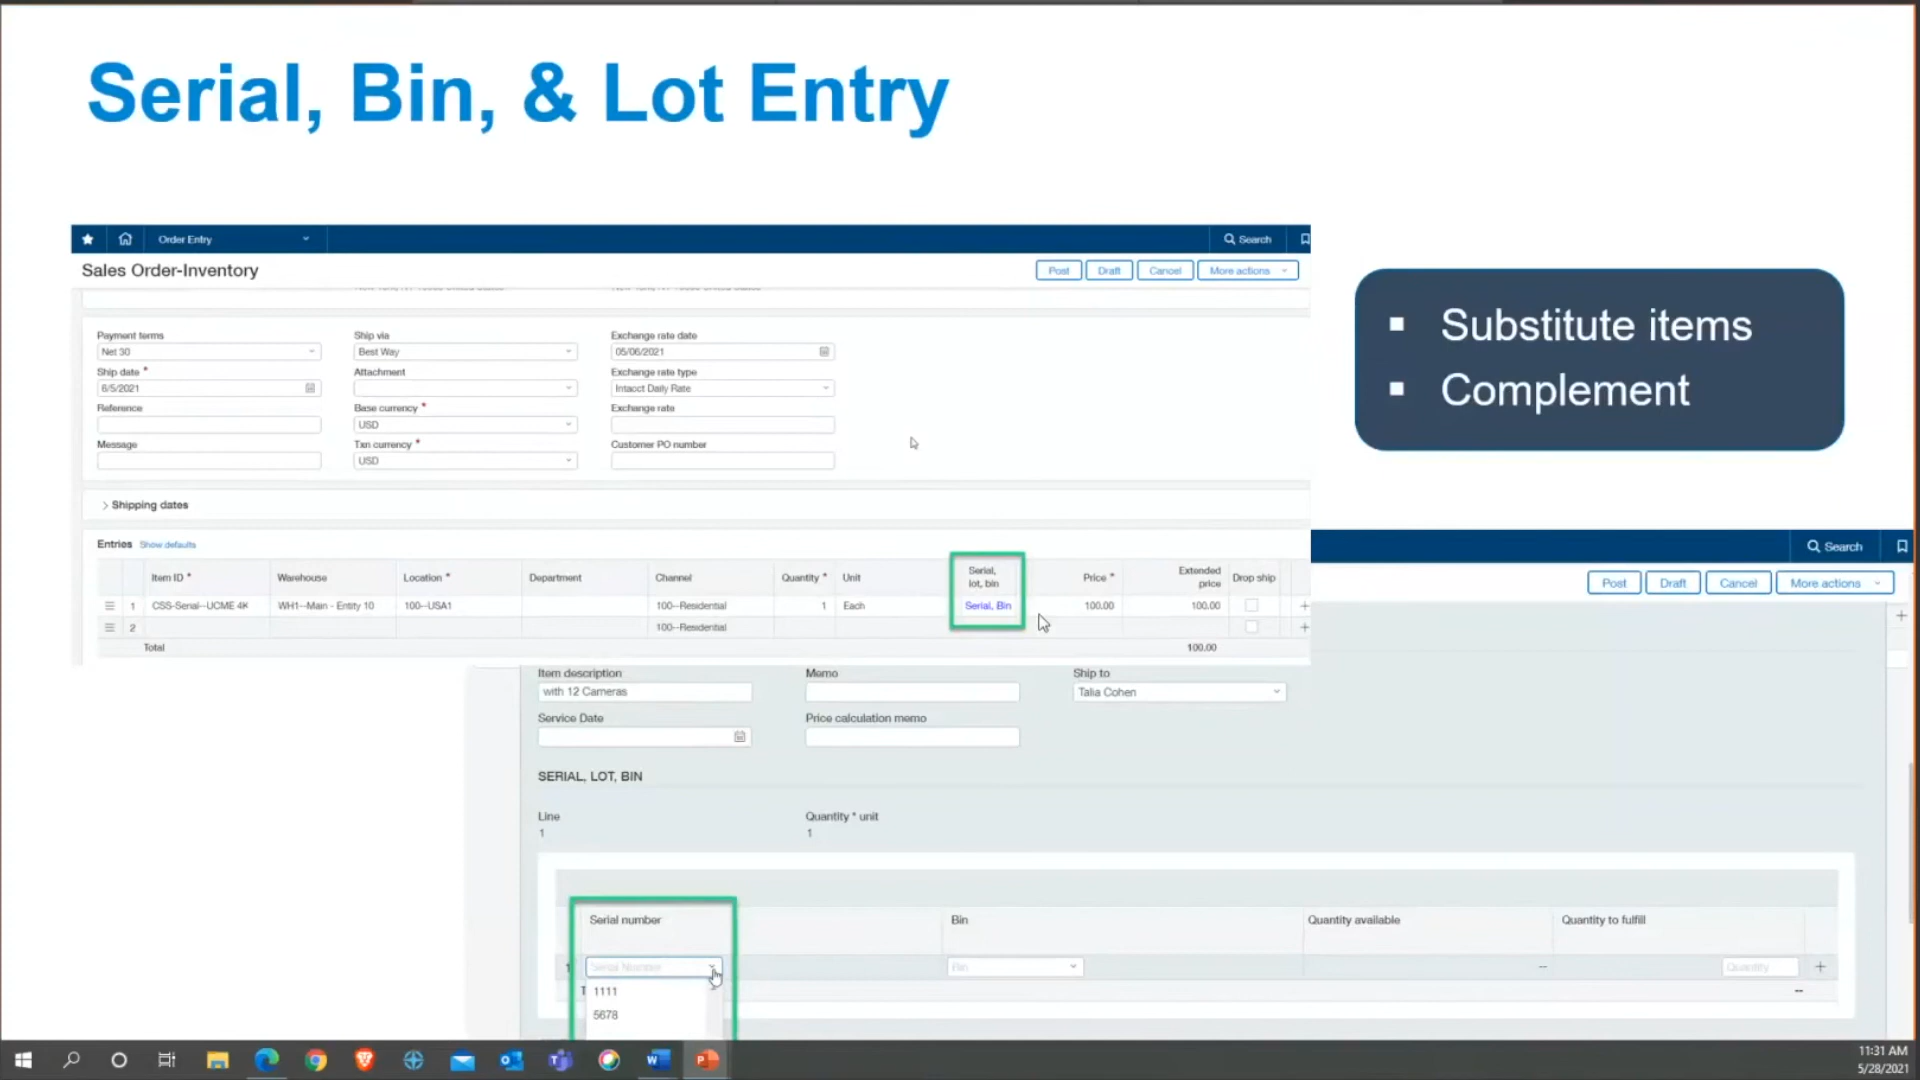 Serial, Bin, & Lot Entry
Order Entry
Search
Sales Order-Inventory
Post
Draft
Cancel
More actions
Payment terms
Ship via
Exchange rate date
Net 30
Best Way
05/06/2021
Ship date *
Attachment
Exchange rate type
6/5/2021
Intacct Daily Rate
Reference
Base currency *
Exchange rate
USD
Message
Txn currency *
Customer PO number
USD
Shipping dates
Entries Show defaults
Item ID *
Warehouse
Location *
Department
Channel
Quantity *
Unit
Serial,
lot, bin
Price *
Extended
price
Drop ship
1 CSS-Serial--UCME 4K WH1--Main - Entity 10 100--USA1 100--Residential 1 Each Serial, Bin 100.00 100.00
2 100--Residential
Total 100.00
▪ Substitute items
▪ Complement
Search
Post
Draft
Cancel
More actions
Item description
Memo
Ship to
with 12 Cameras
Talia Cohen
Service Date
Price calculation memo
SERIAL, LOT, BIN
Line
Quantity * unit
1
1
Serial number
Bin
Quantity available
Quantity to fulfill
Serial Number
Bin
--
Quantity
--
1111
5678
11:31 AM
5/28/2021